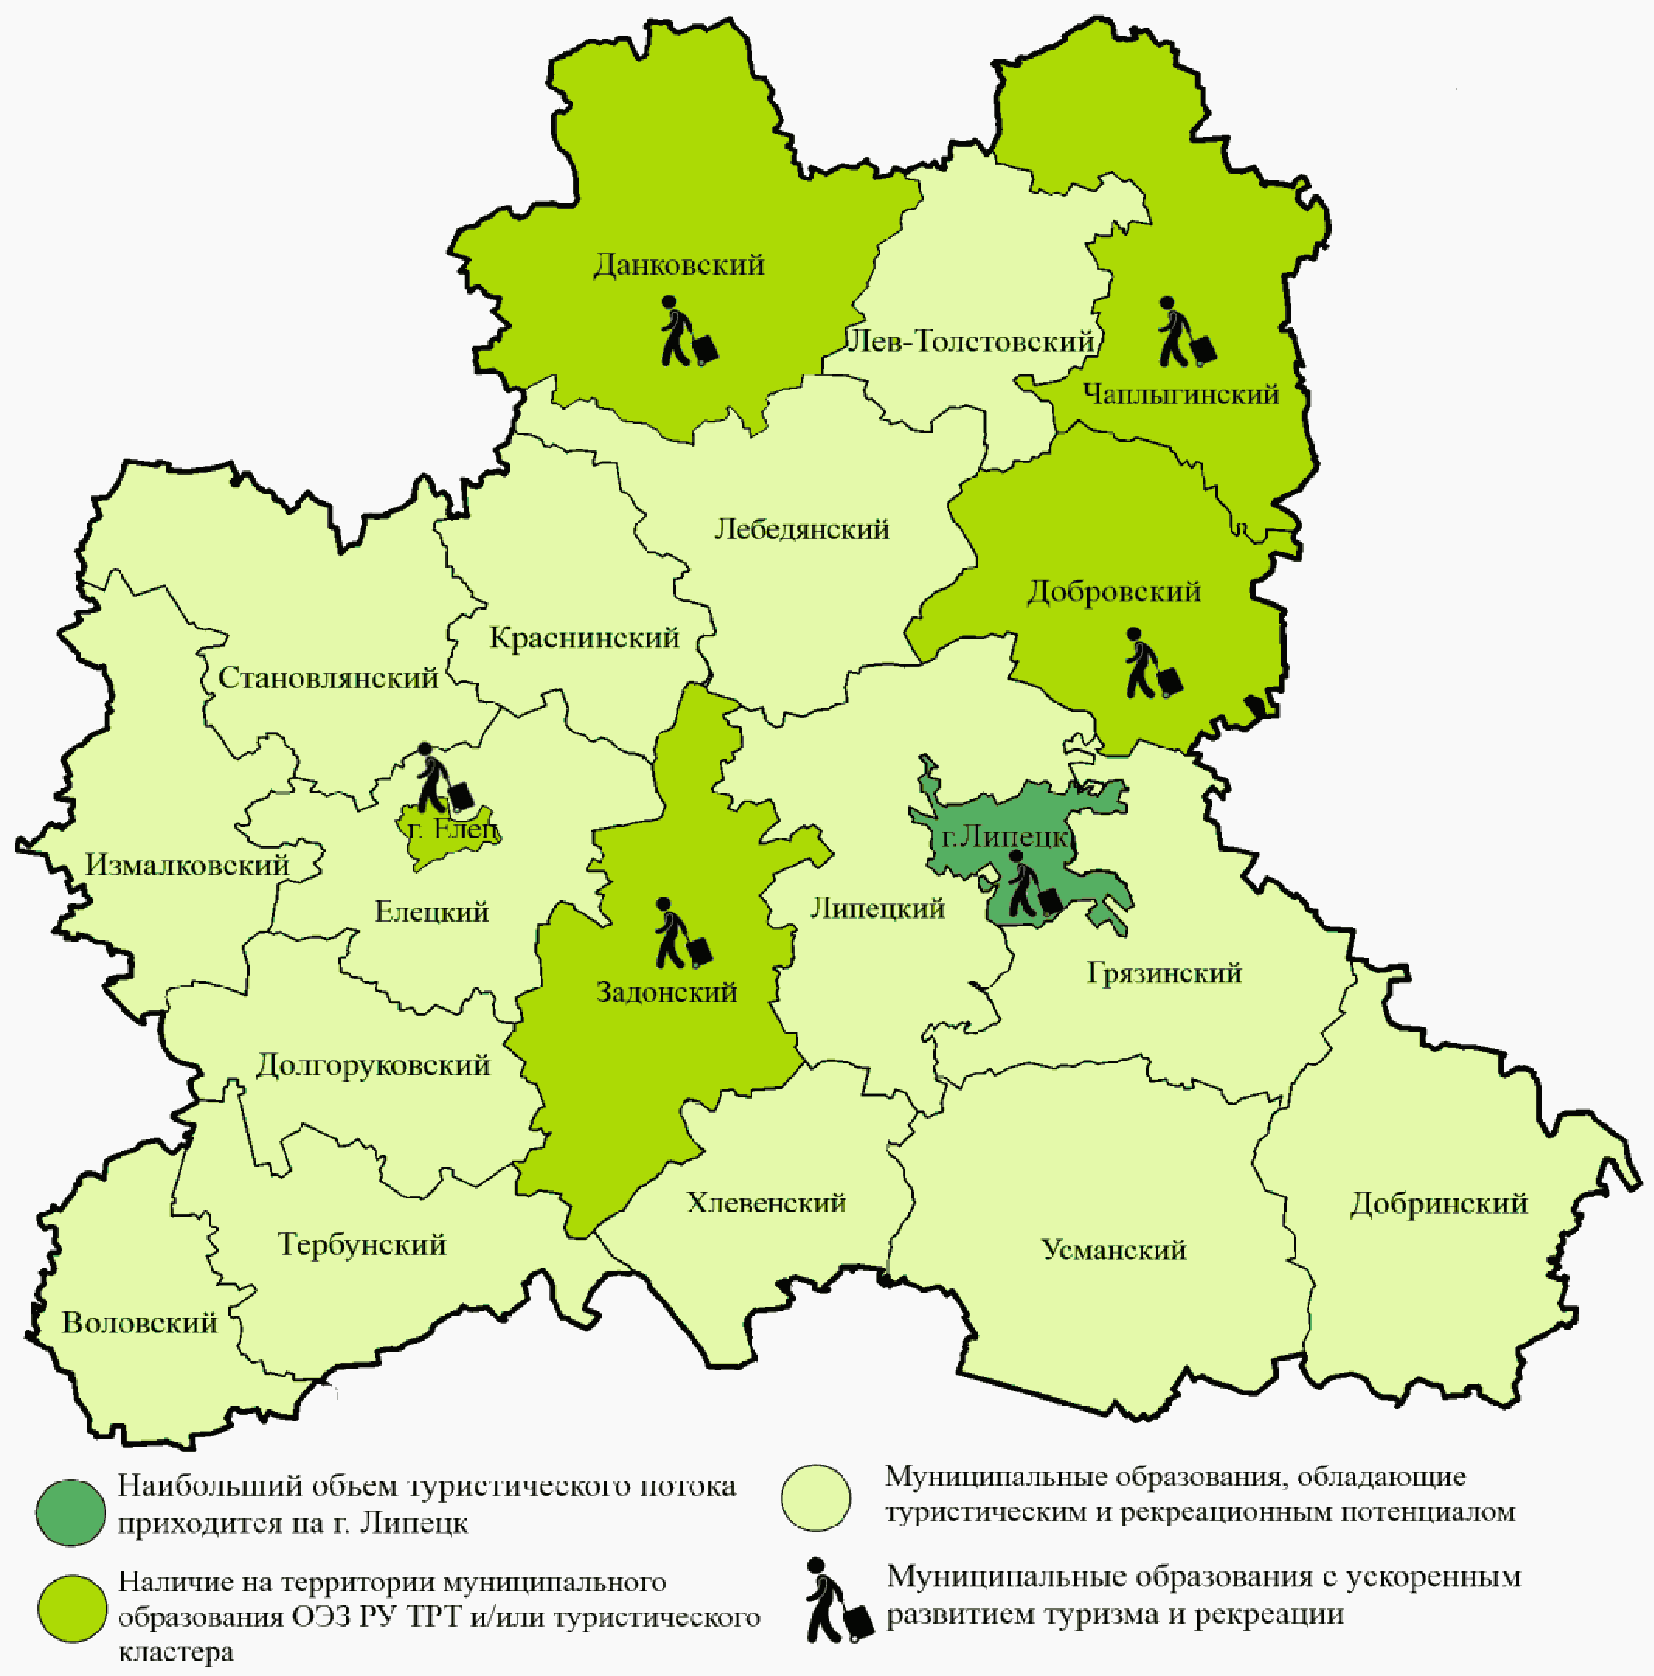 Данковский
Лев-Толстовский
Чаплыгинский
Лебедянский
Добровский
Краснинский
Становлянский
г. Елец
г.Липецк
Измалковский
Елецкий
Липецкий
Задонский
Грязинский
Долгоруковский
Хлевенский
Добринский
Тербунский
Усманский
Воловский
Наибольший объем туристического потока
приходится на г. Липецк
Наличие на территории муниципального
образования ОЭЗ РУ ТРТ и/или туристического
кластера
Муниципальные образования, обладающие
туристическим и рекреационным потенциалом
Муниципальные образования с ускоренным
развитием туризма и рекреации